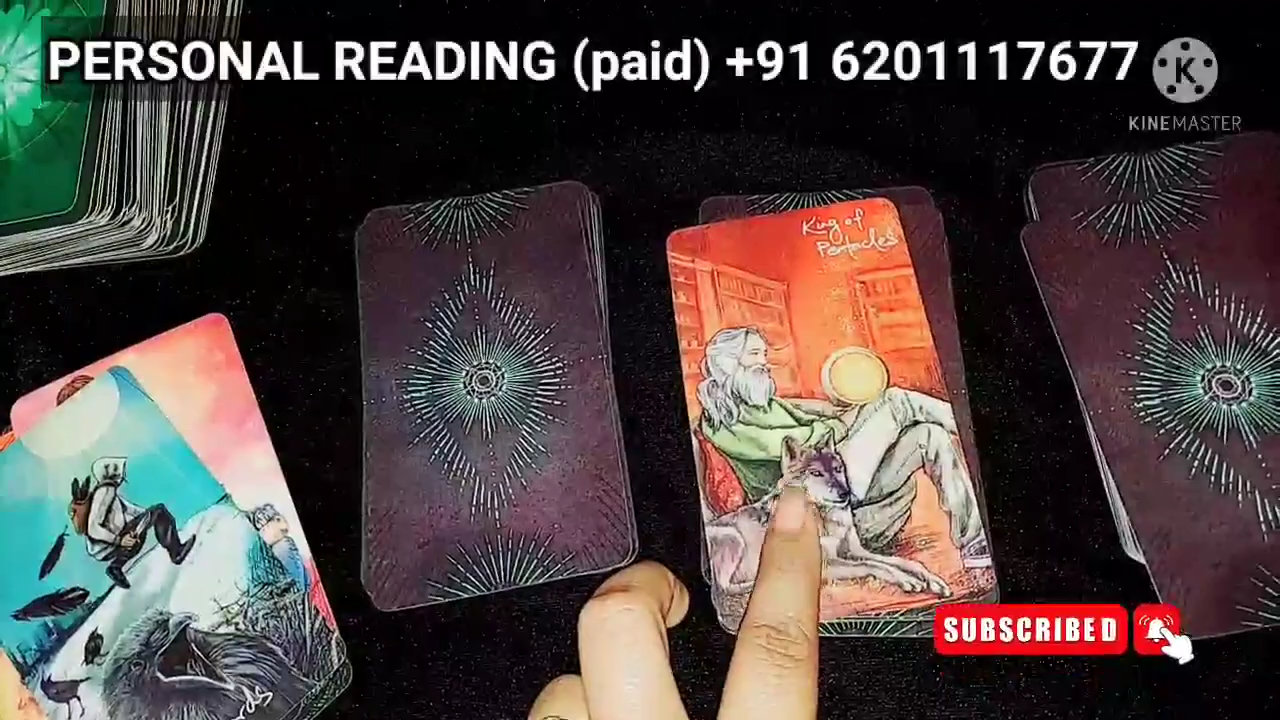 PERSONAL READING (paid) +91 6201117677
K
KINEMASTER
King of
Pentacles
SUBSCRIBED